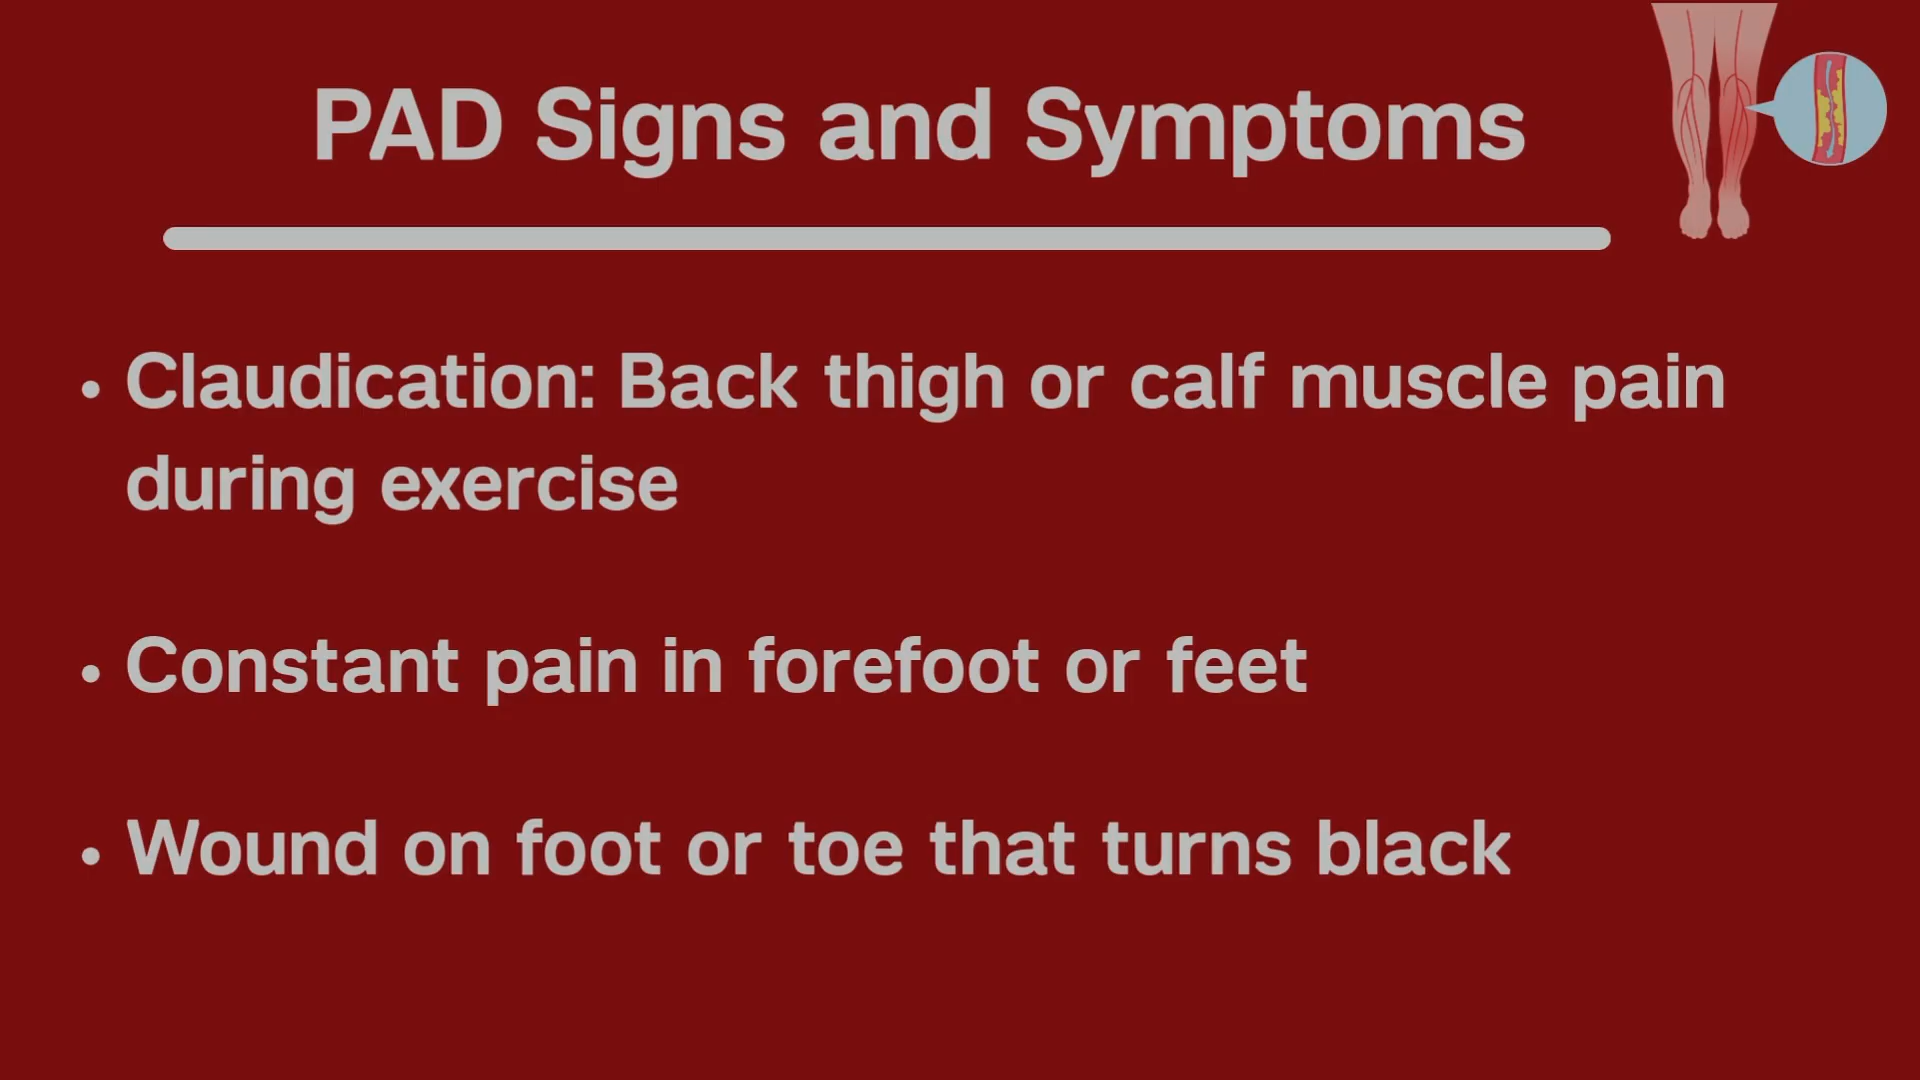 PAD Signs and Symptoms
• Claudication: Back thigh or calf muscle pain
during exercise
• Constant pain in forefoot or feet
• Wound on foot or toe that turns black